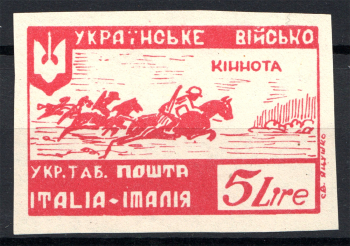 УКРАЇНСЬКЕ ВІЙСЬКО
КІННОТА
УКР. ТАБ. ПОШТА
ITALIA-ІТАЛІЯ
5 Lire